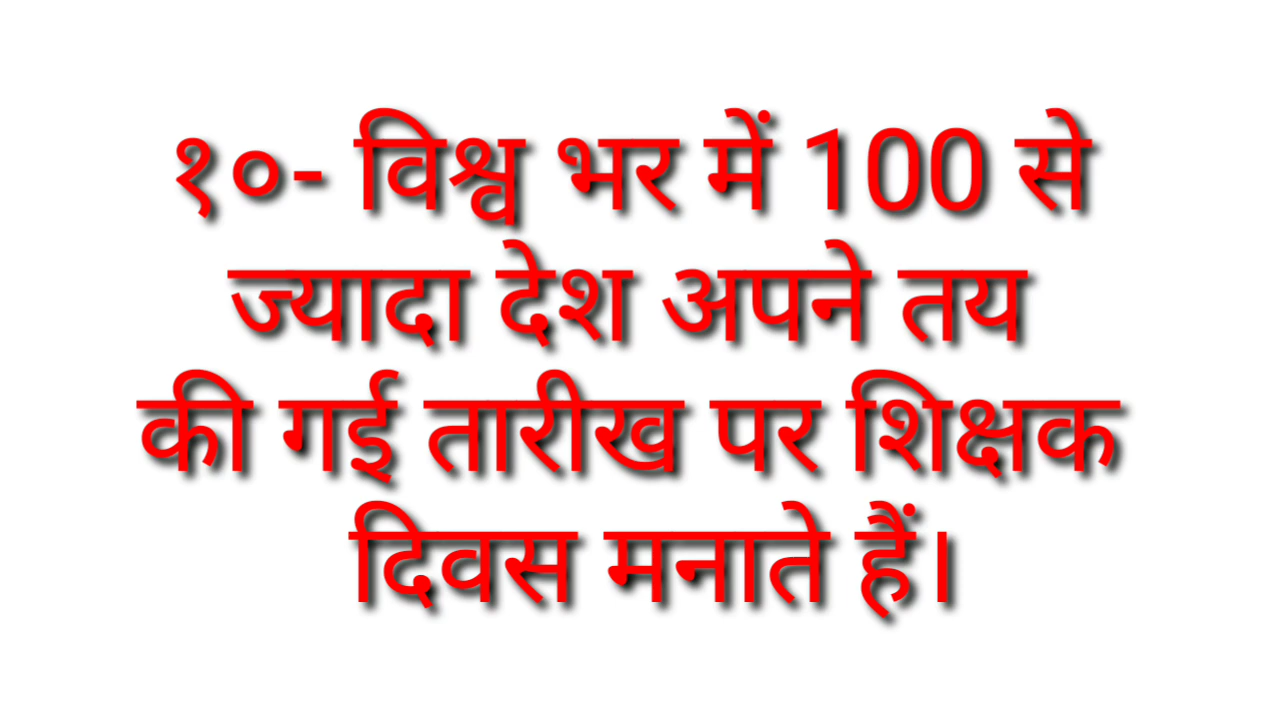 १०- विश्व भर में 100 से
ज्यादा देश अपने तय
की गई तारीख पर शिक्षक
दिवस मनाते हैं।